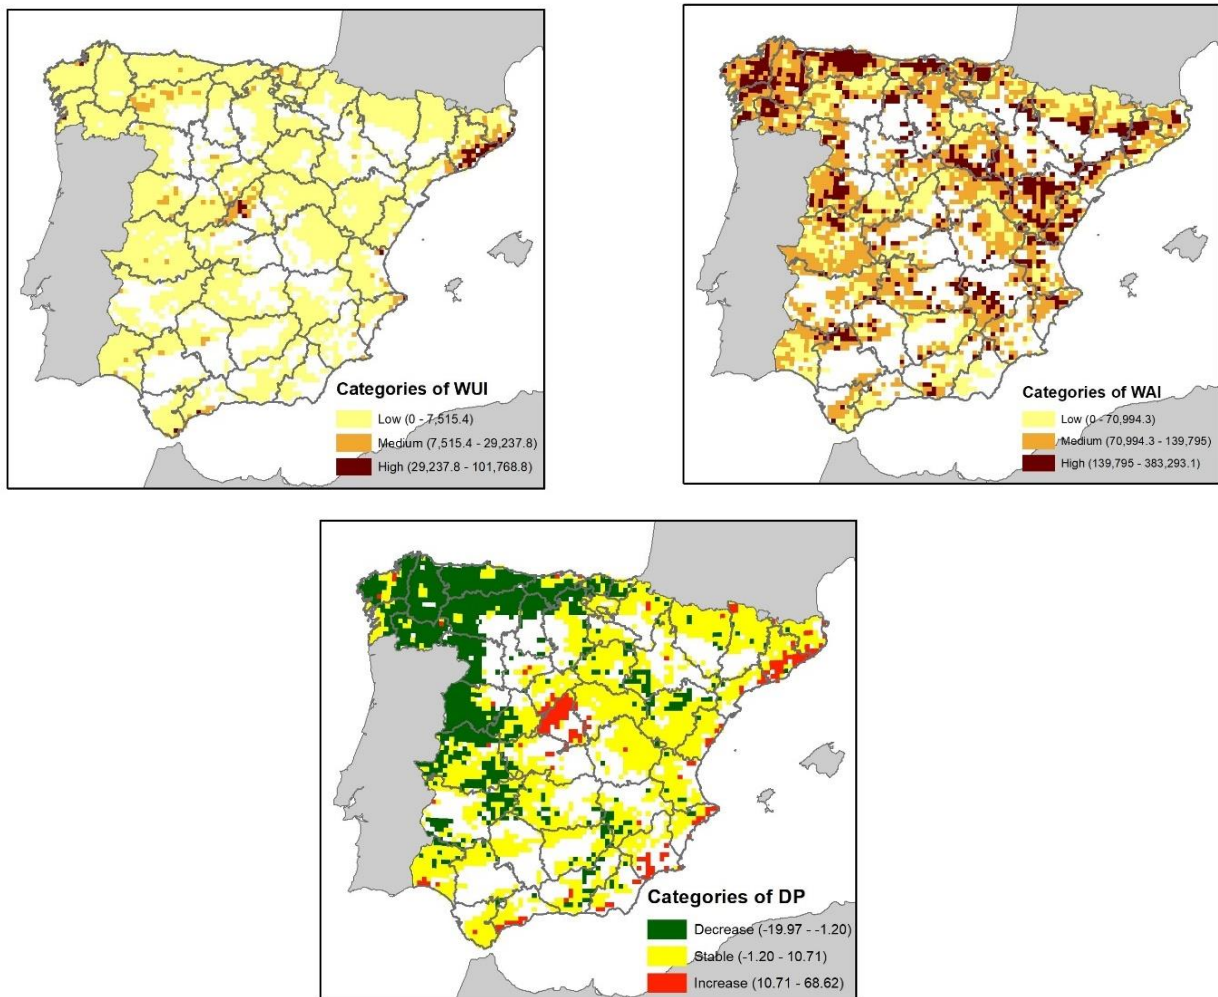 Categories of WUI
Low (0 - 7,515.4)
Medium (7,515.4 - 29,237.8)
High (29,237.8 - 101,768.8)
Categories of WAI
Low (0 - 70,994.3)
Medium (70,994.3 - 139,795)
High (139,795 - 383,293.1)
Categories of DP
Decrease (-19.97 - -1.20)
Stable (-1.20 - 10.71)
Increase (10.71 - 68.62)